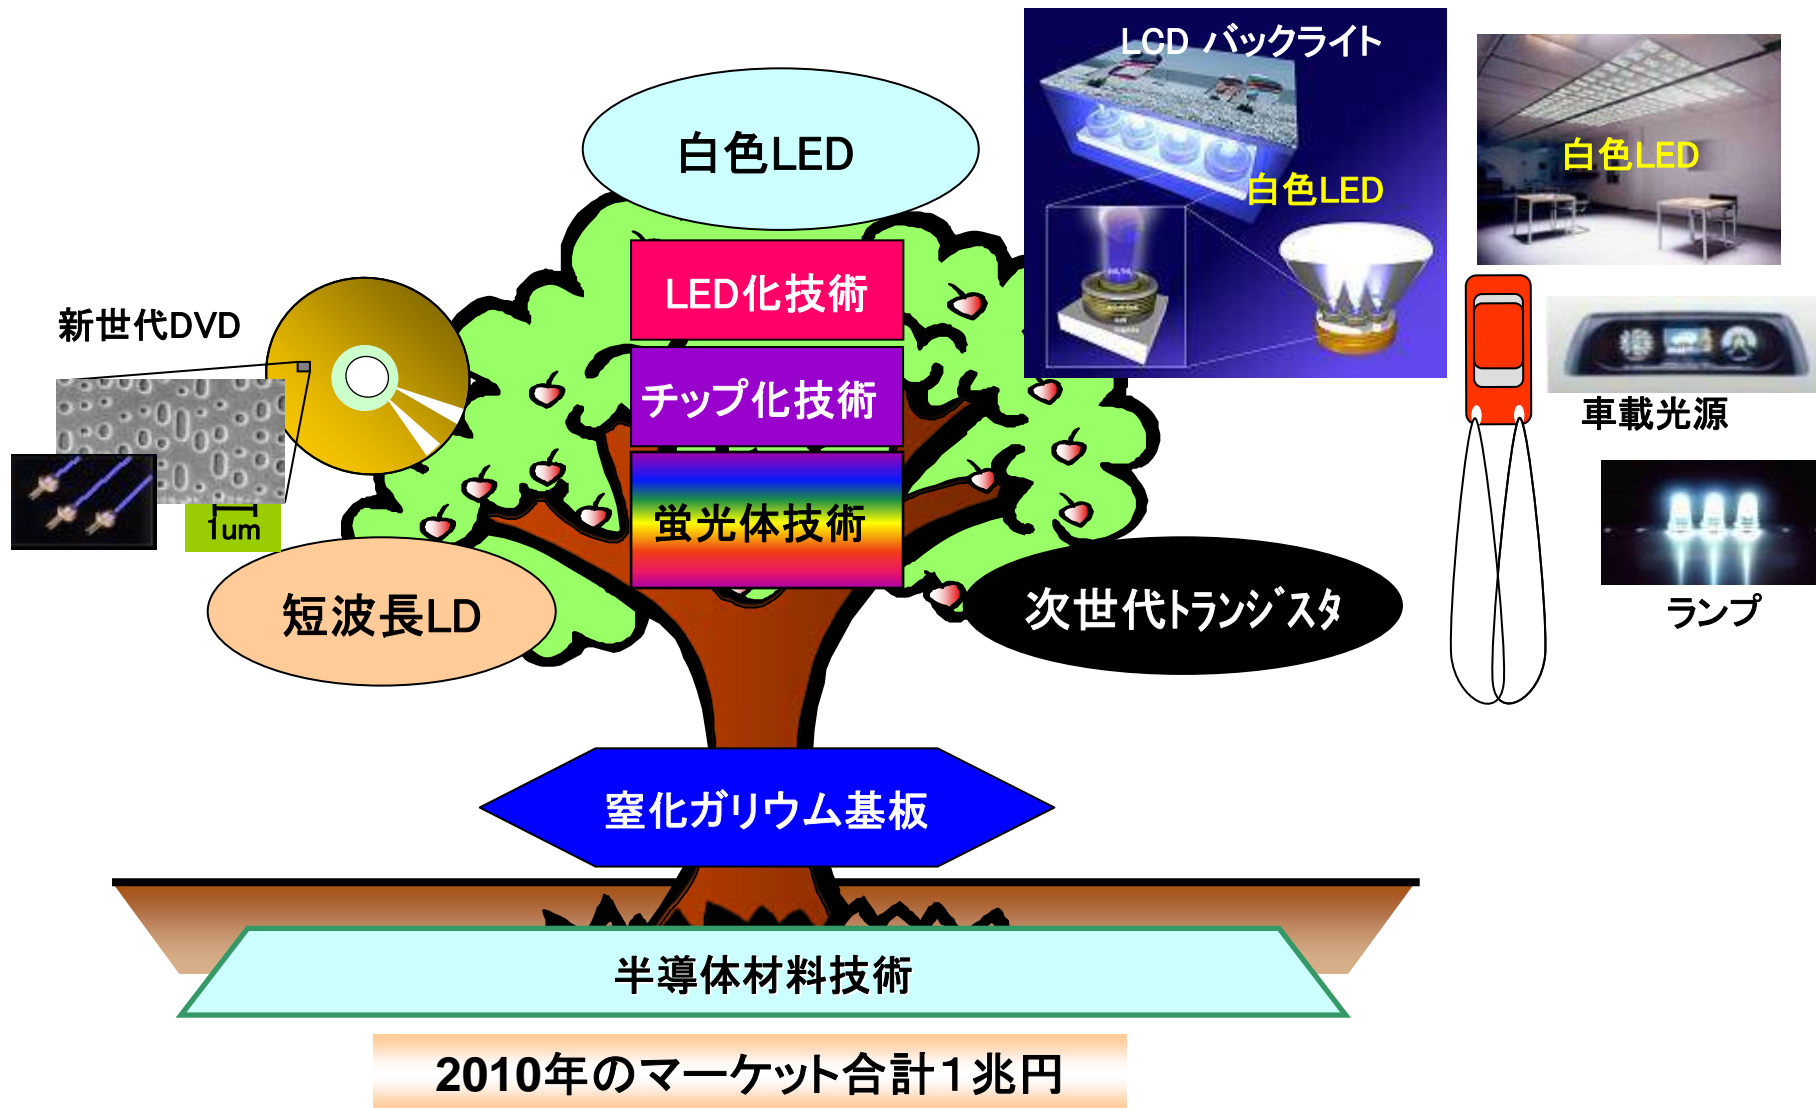 LCD バックライト
白色LED
白色LED
白色LED
LED化技術
新世代DVD
チップ化技術
車載光源
蛍光体技術
1um
短波長LD
次世代トランジスタ
ランプ
窒化ガリウム基板
半導体材料技術
2010年のマーケット合計１兆円